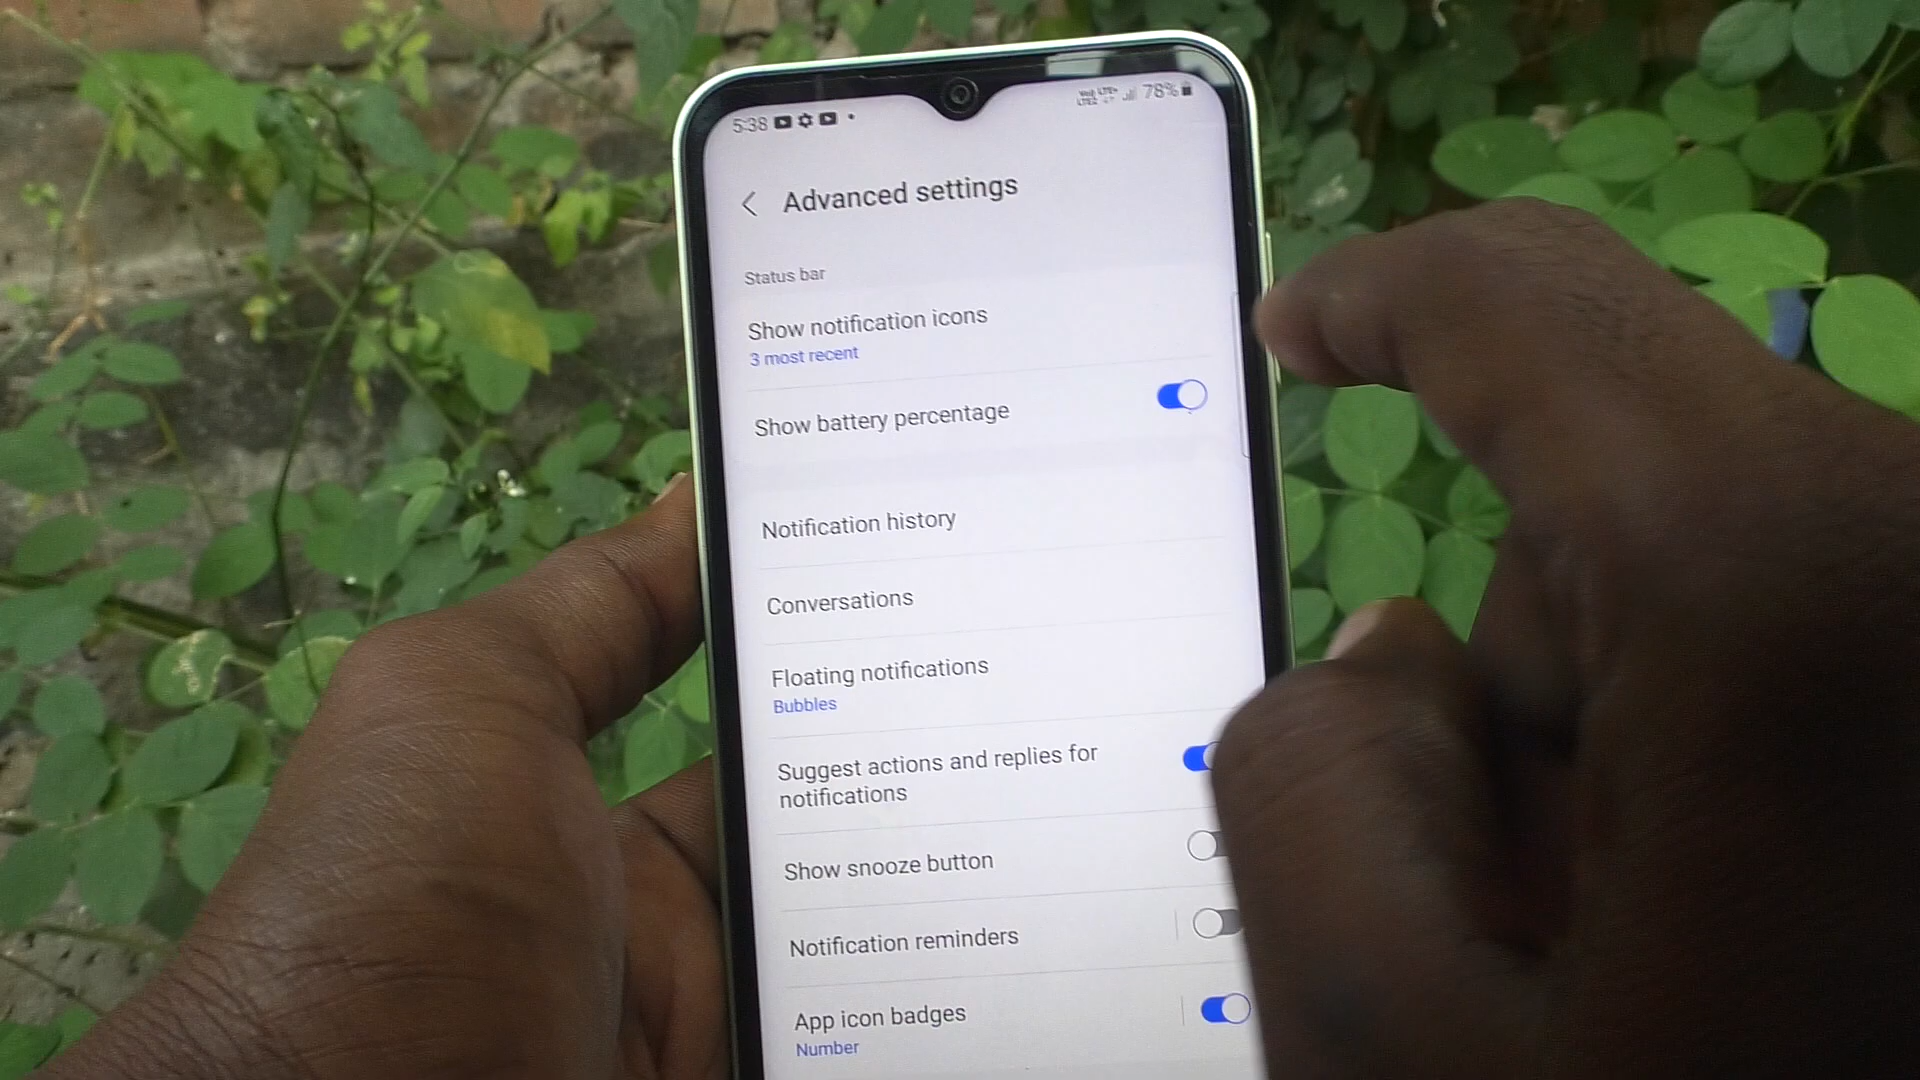 5:38
78%
Advanced settings
Status bar
Show notification icons
3 most recent
Show battery percentage
Notification history
Conversations
Floating notifications
Bubbles
Suggest actions and replies for
notifications
Show snooze button
Notification reminders
App icon badges
Number